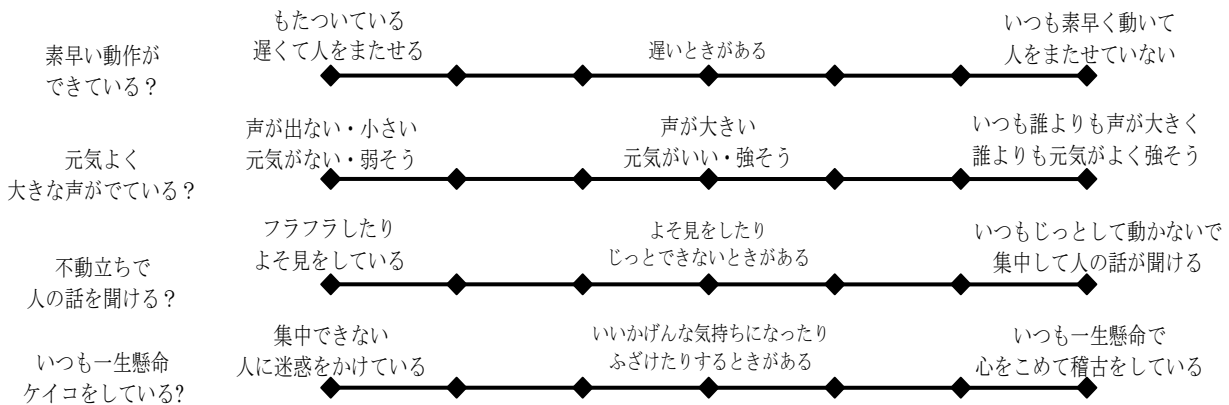 素早い動作が
できている？
もたついている
遅くて人をまたせる
遅いときがある
いつも素早く動いて
人をまたせていない
元気よく
大きな声がでている？
声が出ない・小さい
元気がない・弱そう
声が大きい
元気がいい・強そう
いつも誰よりも声が大きく
誰よりも元気がよく強そう
不動立ちで
人の話を聞ける？
フラフラしたり
よそ見をしている
よそ見をしたり
じっとできないときがある
いつもじっとして動かないで
集中して人の話が聞ける
いつも一生懸命
ケイコをしている?
集中できない
人に迷惑をかけている
いいかげんな気持ちになったり
ふざけたりするときがある
いつも一生懸命で
心をこめて稽古をしている